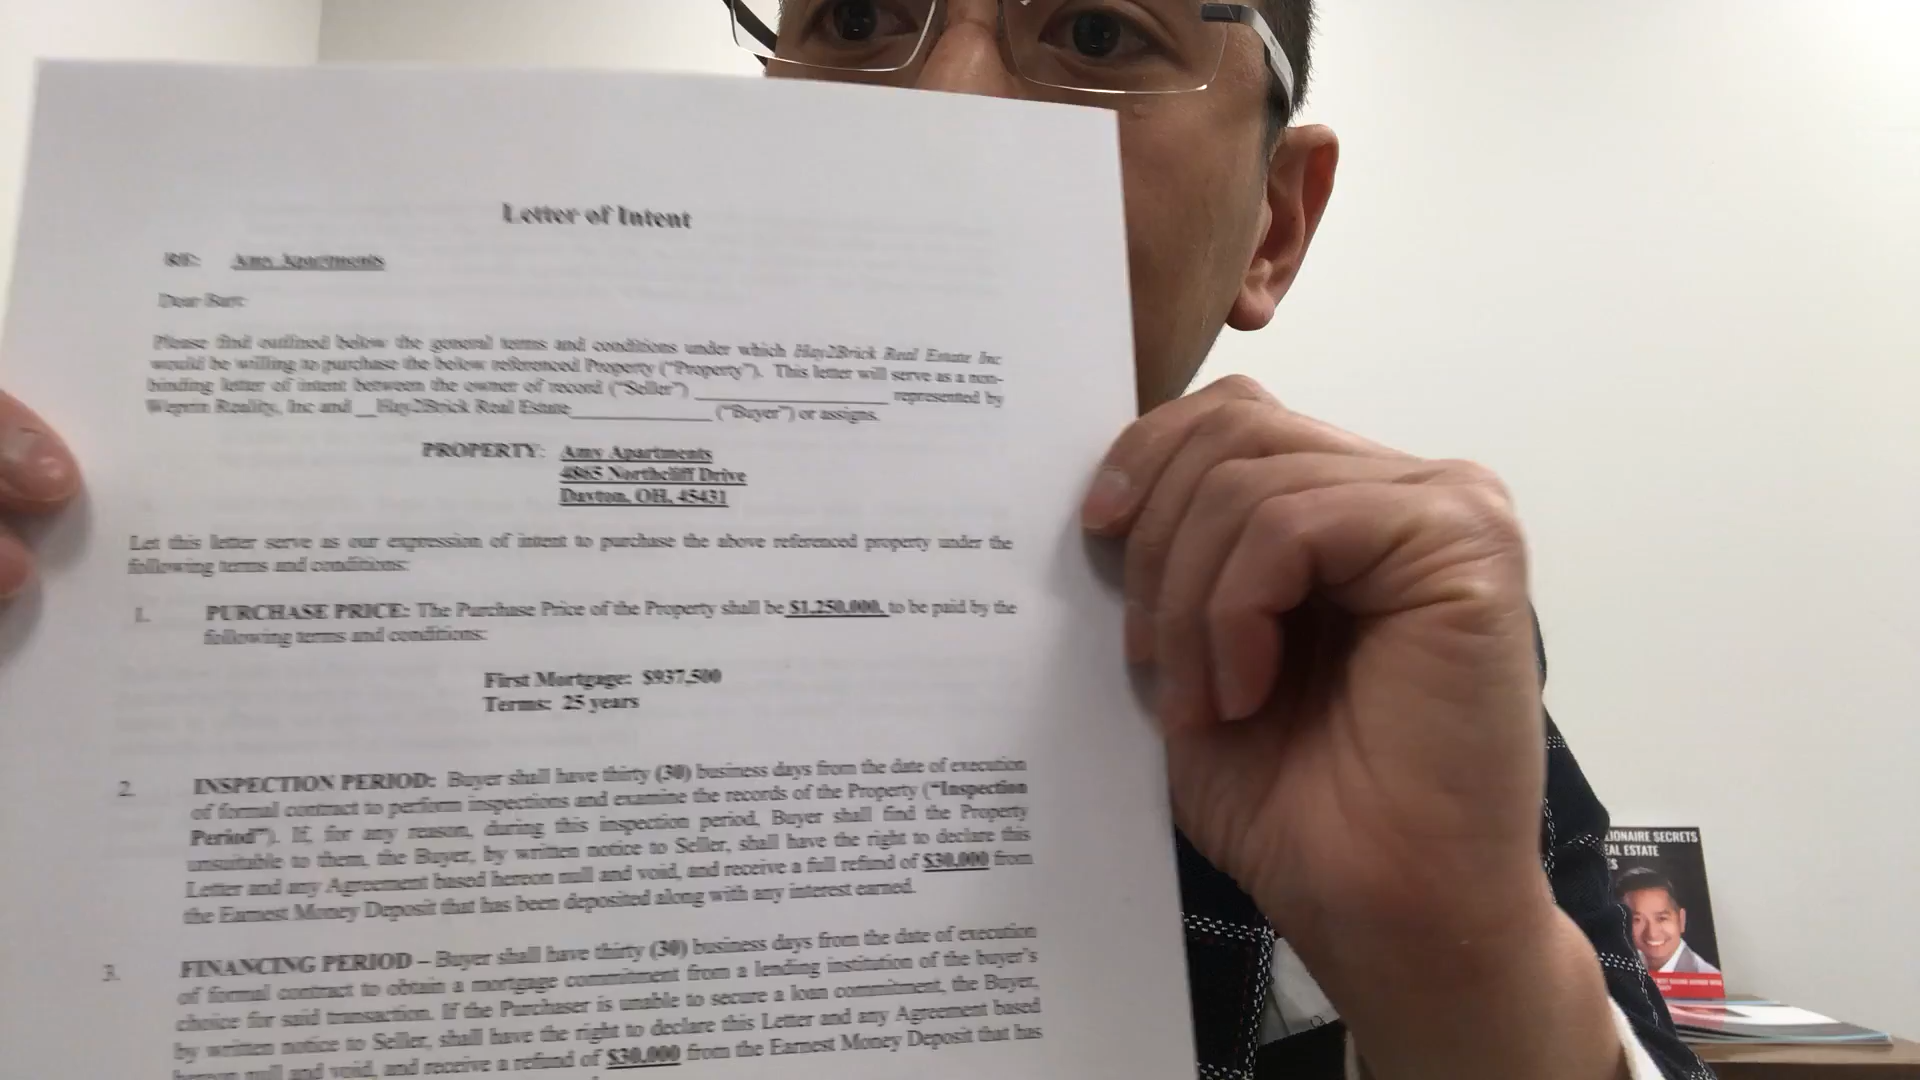 Letter of Intent
RE: Amy Apartments
Dear Bart:
Please find outlined below the general terms and conditions under which Hay2Brick Real Estate Inc
would be willing to purchase the below referenced Property ("Property"). This letter will serve as a non-
binding letter of intent between the owner of record ("Seller") ____________________ represented by
Weprin Reality, Inc and __Hay2Brick Real Estate_______________ ("Buyer") or assigns.
PROPERTY: Amy Apartments
4865 Northcliff Drive
Dayton, OH, 45431
Let this letter serve as our expression of intent to purchase the above referenced property under the
following terms and conditions:
1. PURCHASE PRICE: The Purchase Price of the Property shall be $1,250,000, to be paid by the
following terms and conditions:
First Mortgage: $937,500
Terms: 25 years
2. INSPECTION PERIOD: Buyer shall have thirty (30) business days from the date of execution
of formal contract to perform inspections and examine the records of the Property ("Inspection
Period"). If, for any reason, during this inspection period, Buyer shall find the Property
unsuitable to them, the Buyer, by written notice to Seller, shall have the right to declare this
Letter and any Agreement based hereon null and void, and receive a full refund of $30,000 from
the Earnest Money Deposit that has been deposited along with any interest earned.
3. FINANCING PERIOD – Buyer shall have thirty (30) business days from the date of execution
of formal contract to obtain a mortgage commitment from a lending institution of the buyer's
choice for said transaction. If the Purchaser is unable to secure a loan commitment, the Buyer,
by written notice to Seller, shall have the right to declare this Letter and any Agreement based
hereon null and void, and receive a refund of $30,000 from the Earnest Money Deposit that has
LIONAIRE SECRETS
EAL ESTATE